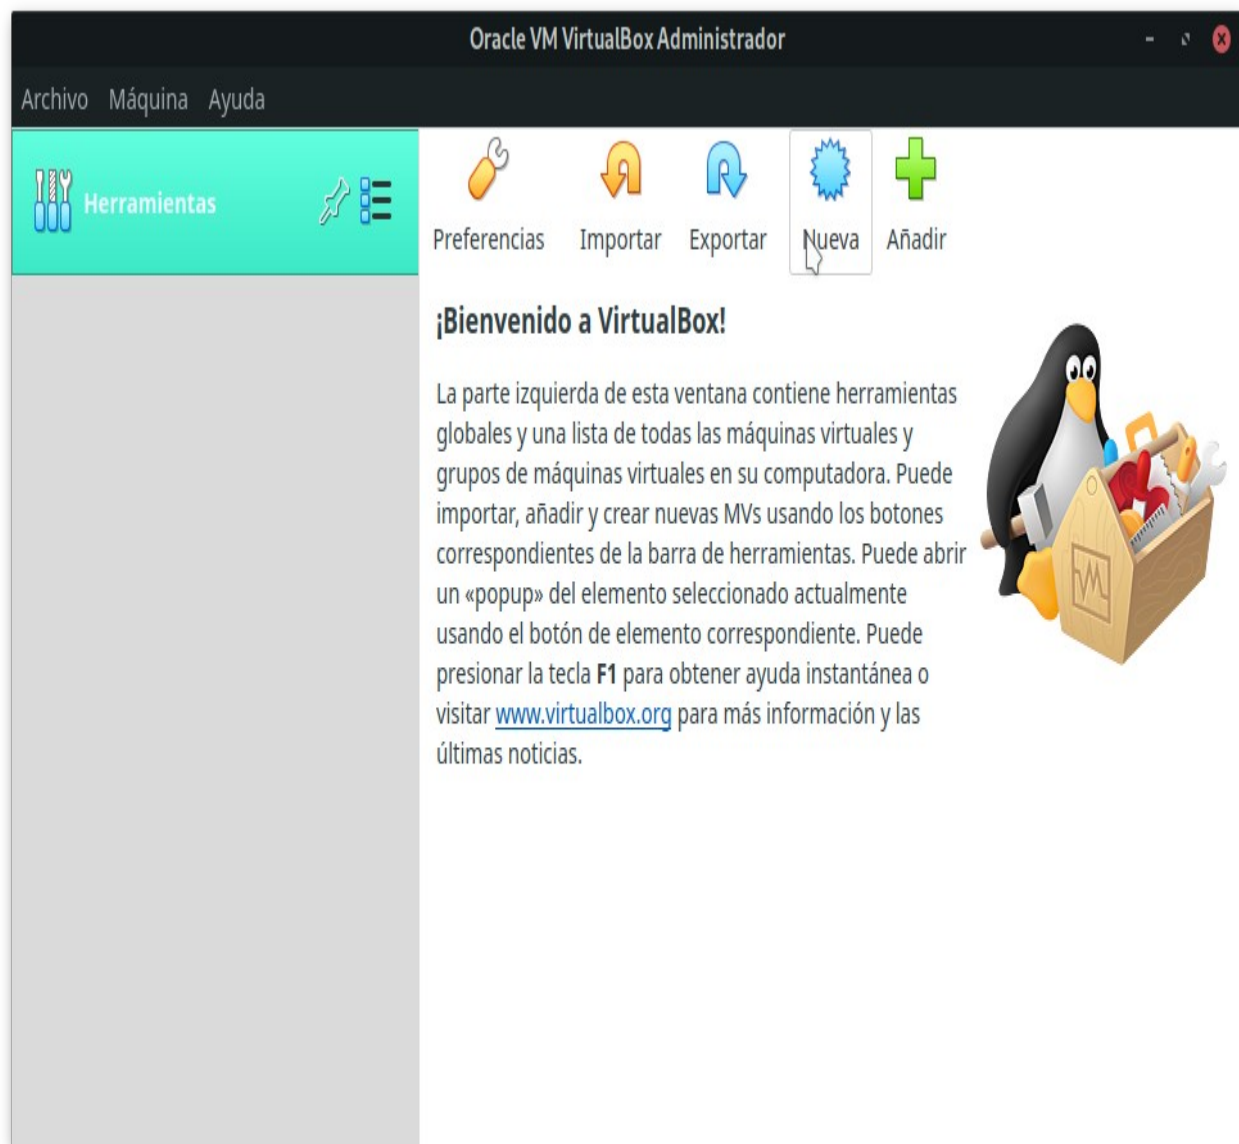 Oracle VM VirtualBox Administrador
Archivo Máquina Ayuda
Herramientas
Preferencias Importar Exportar Nueva Añadir
¡Bienvenido a VirtualBox!
La parte izquierda de esta ventana contiene herramientas
globales y una lista de todas las máquinas virtuales y
grupos de máquinas virtuales en su computadora. Puede
importar, añadir y crear nuevas MVs usando los botones
correspondientes de la barra de herramientas. Puede abrir
un «popup» del elemento seleccionado actualmente
usando el botón de elemento correspondiente. Puede
presionar la tecla F1 para obtener ayuda instantánea o
visitar www.virtualbox.org para más información y las
últimas noticias.